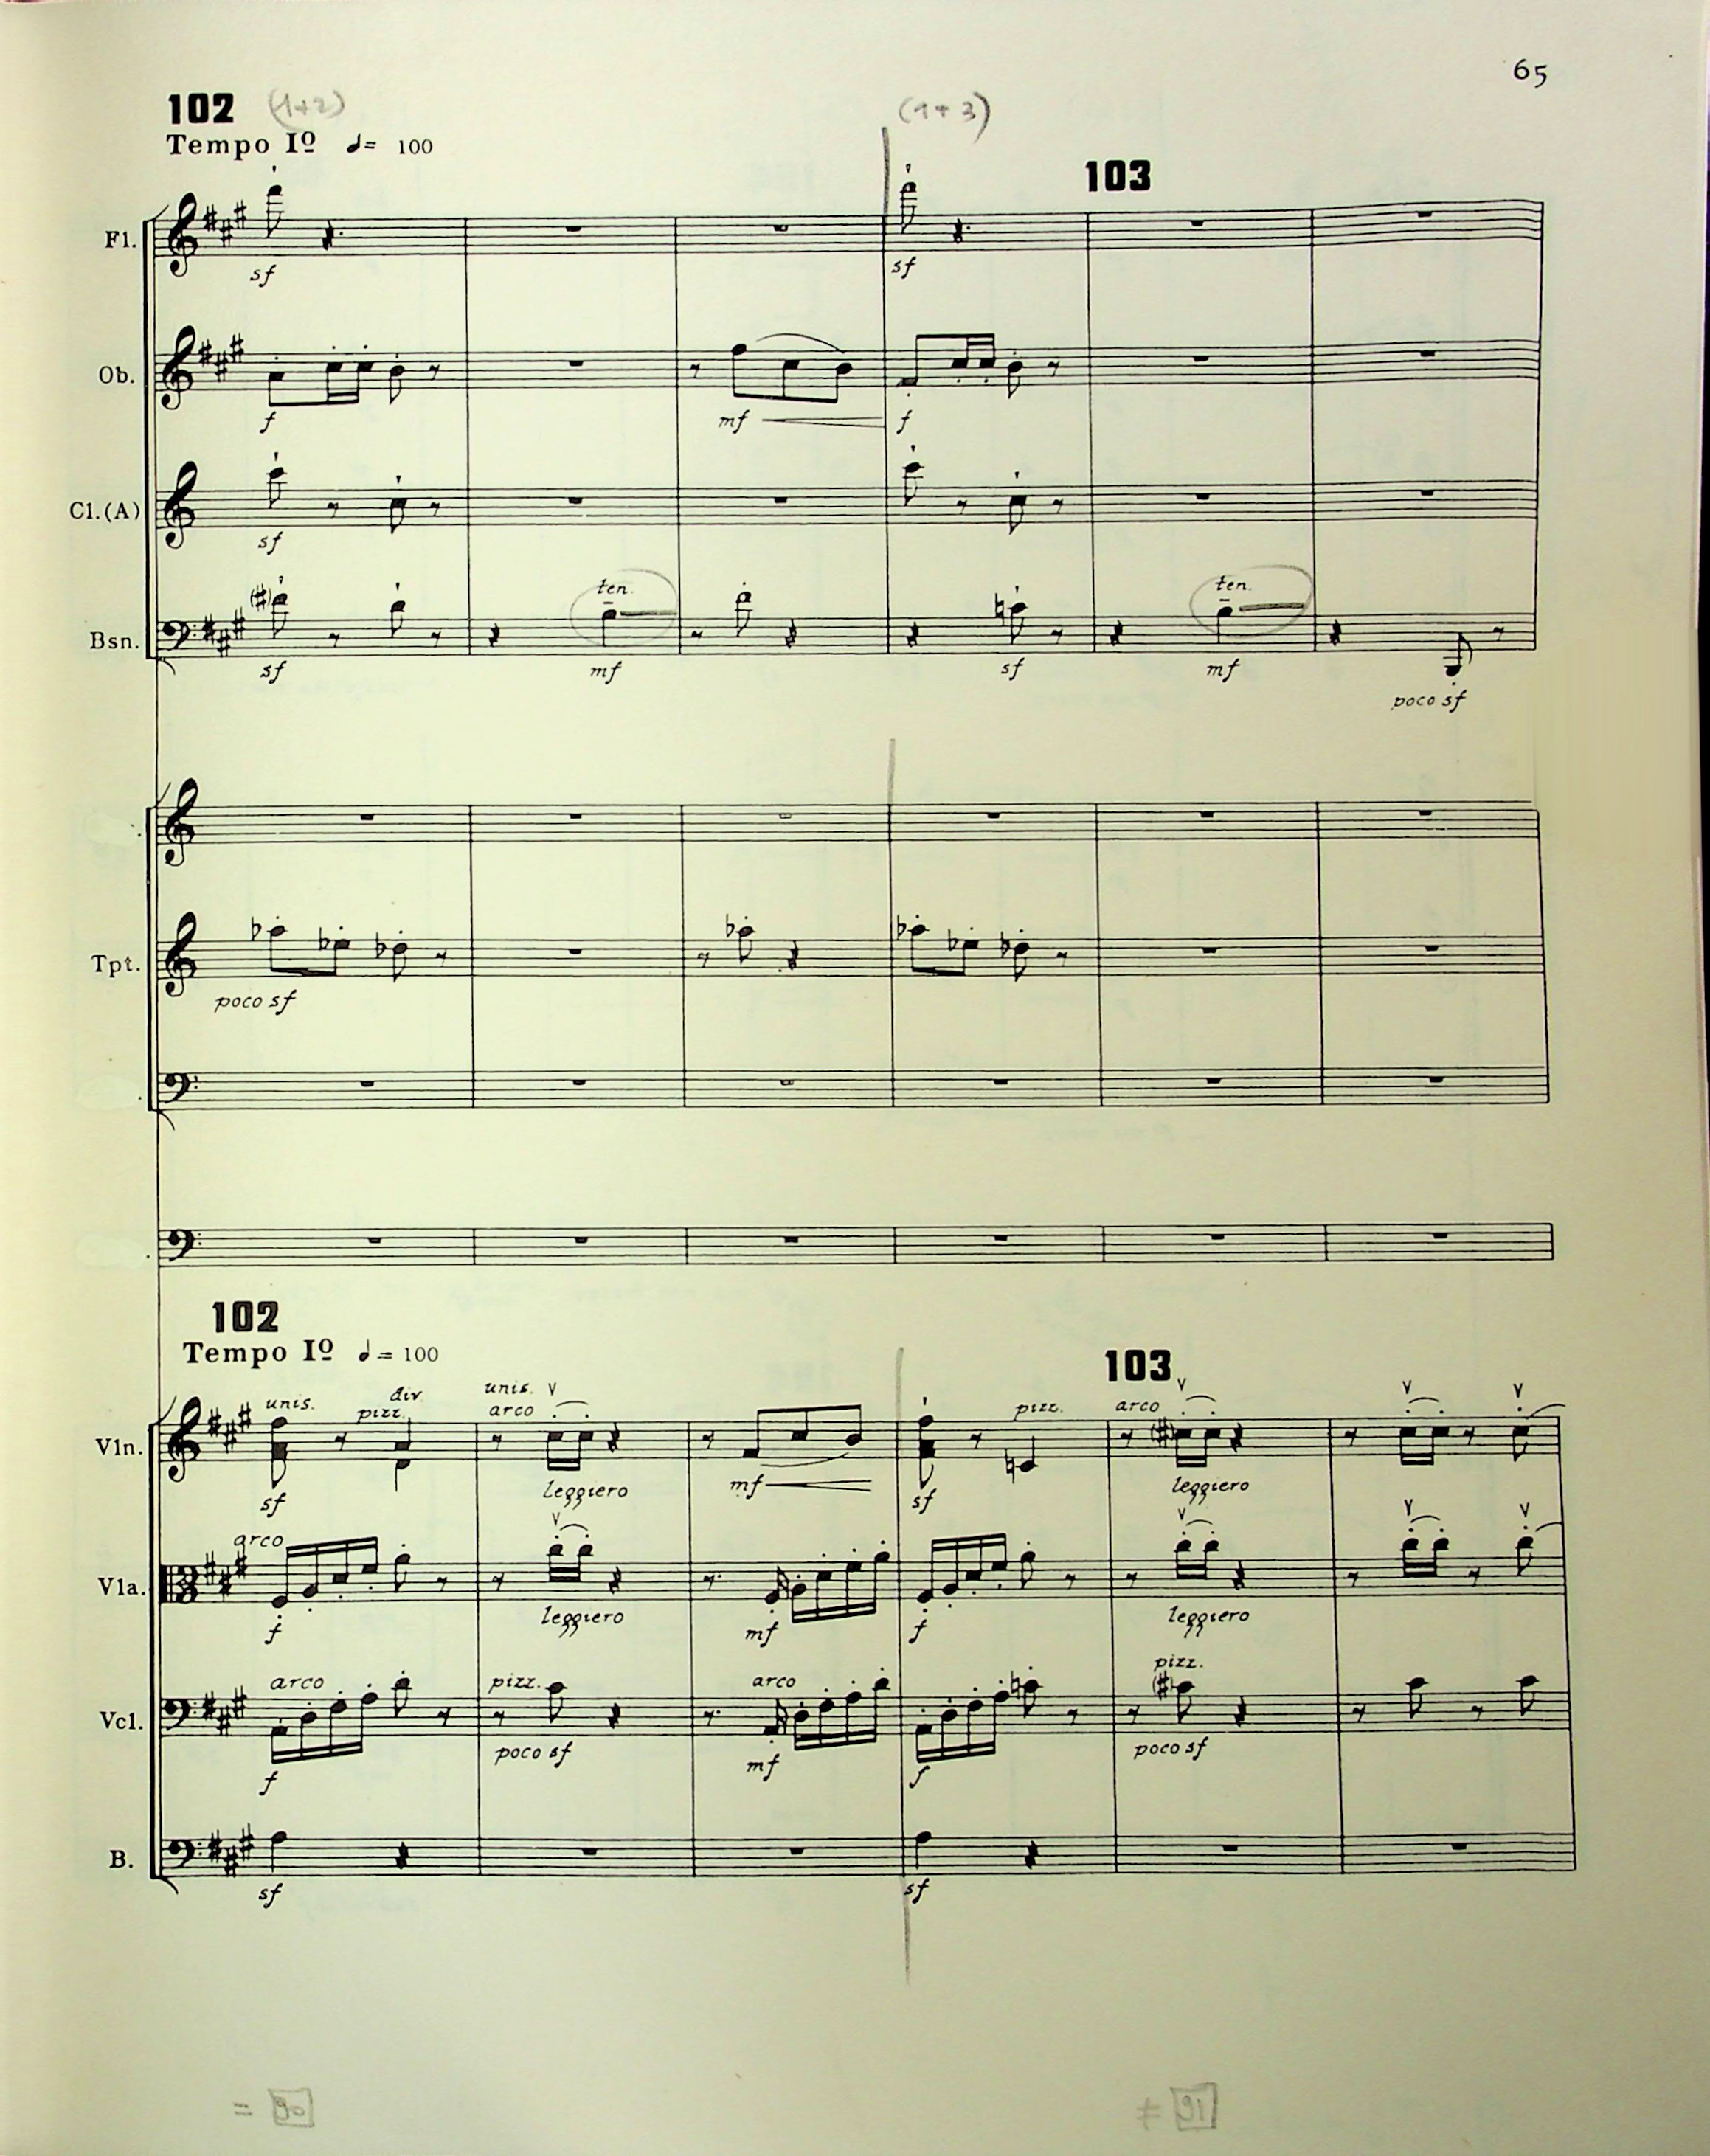 65
102 (1+2) (1+3)
Tempo Iº = 100
103
Fl.
sf sf
Ob.
f mf f
Cl.(A)
sf
ten. ten.
Bsn.
sf mf sf mf
poco sf
Tpt.
poco sf
102
Tempo Iº = 100
103
unis. pizz. div. unis. arco pizz. arco
Vln.
sf leggiero mf sf leggiero
arco
Vla.
f leggiero mf f leggiero
arco pizz. arco pizz.
Vcl.
f poco sf mf f poco sf
B.
sf sf
= 90 ≠ 91